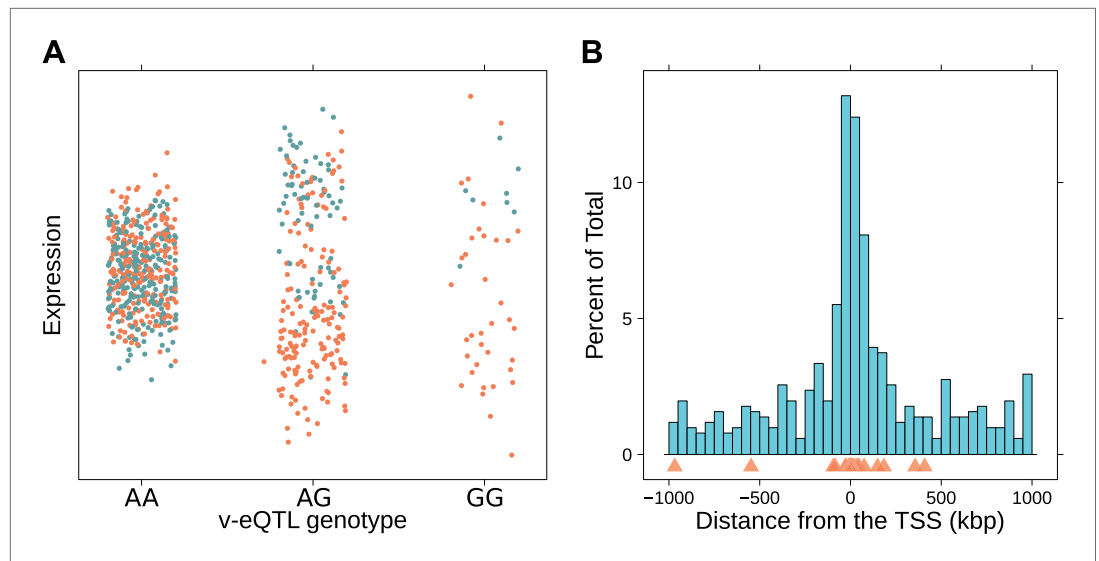 A
Expression
AA AG GG
v-eQTL genotype
B
Percent of Total
10
5
0
−1000 −500 0 500 1000
Distance from the TSS (kbp)